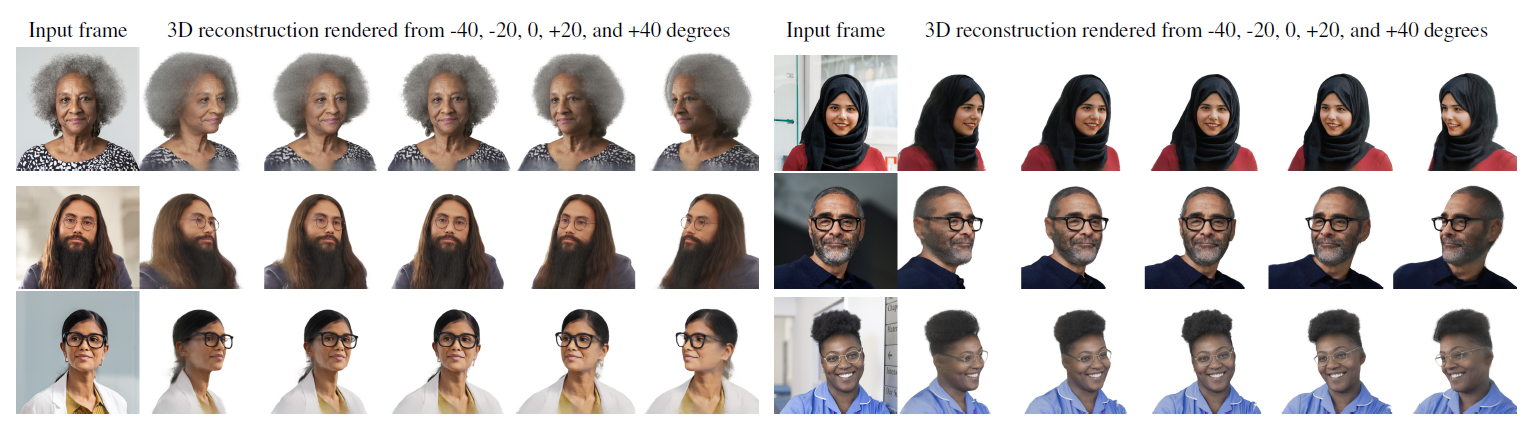 Input frame
3D reconstruction rendered from -40, -20, 0, +20, and +40 degrees
Input frame
3D reconstruction rendered from -40, -20, 0, +20, and +40 degrees